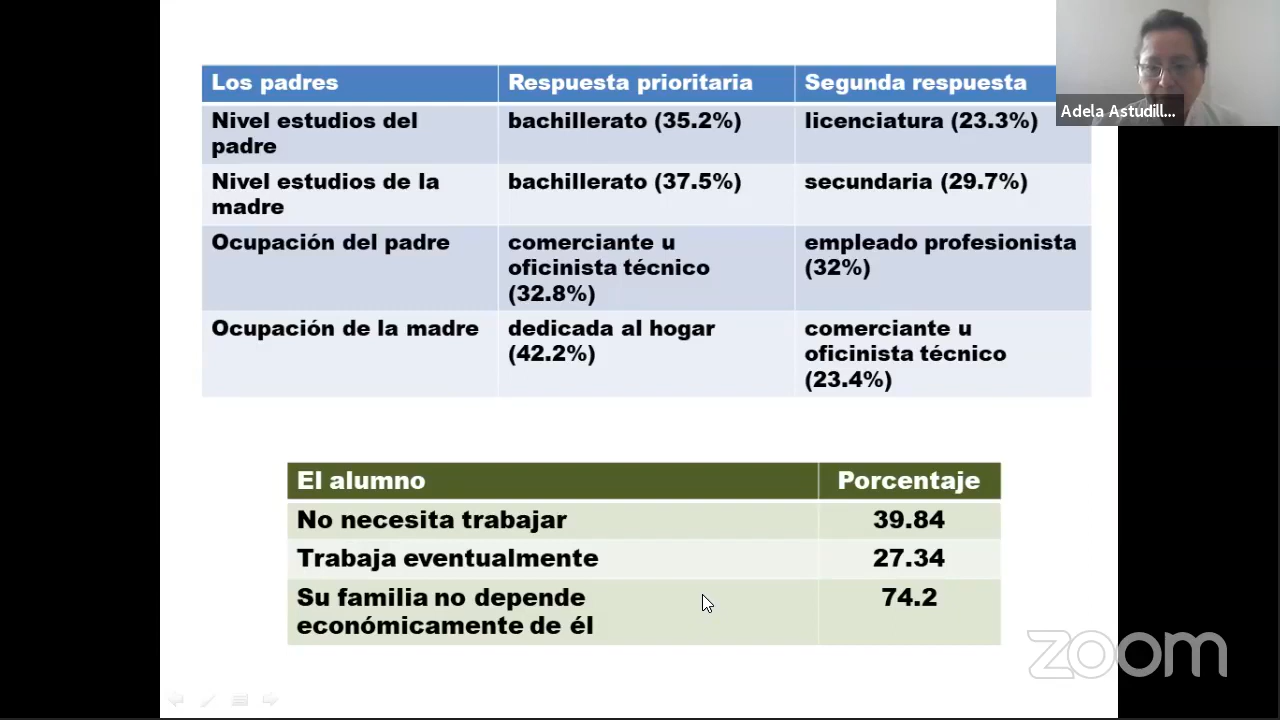 Los padres Respuesta prioritaria Segunda respuesta
Nivel estudios del bachillerato (35.2%) licenciatura (23.3%)
padre
Nivel estudios de la bachillerato (37.5%) secundaria (29.7%)
madre
Ocupación del padre comerciante u empleado profesionista
oficinista técnico (32%)
(32.8%)
Ocupación de la madre dedicada al hogar comerciante u
(42.2%) oficinista técnico
(23.4%)
El alumno Porcentaje
No necesita trabajar 39.84
Trabaja eventualmente 27.34
Su familia no depende 74.2
económicamente de él
Adela Astudill...
zoom